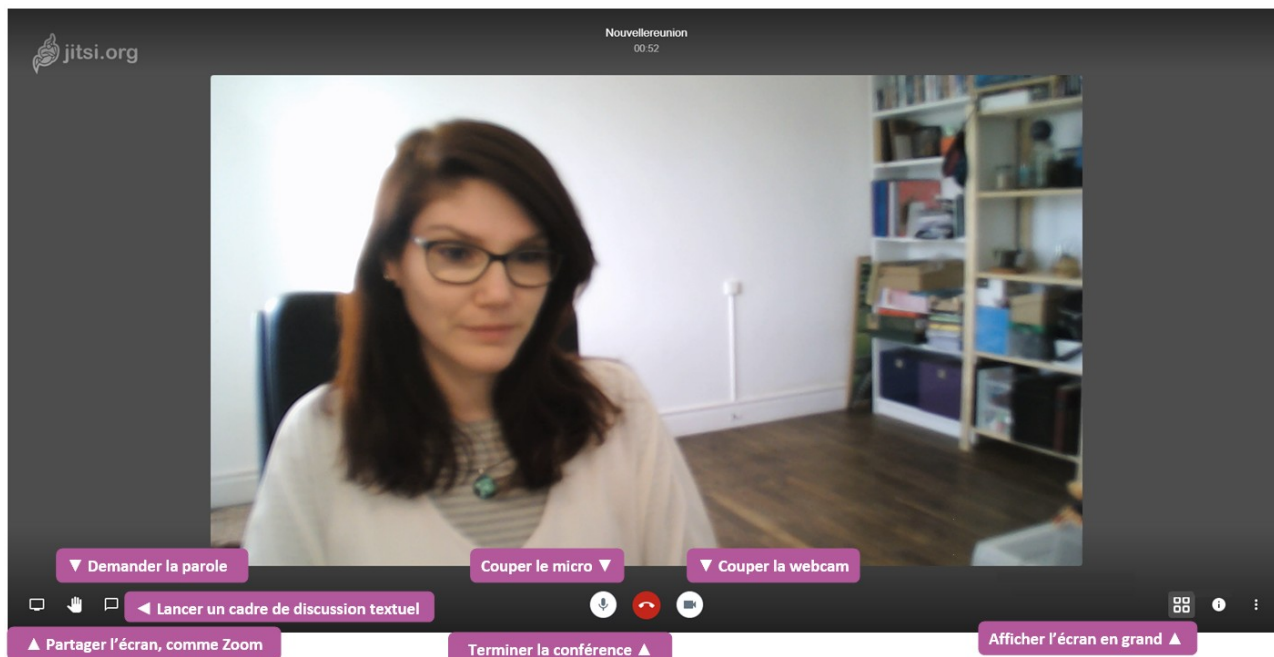 jitsi.org
Nouvellereunion
00:52
▼ Demander la parole
Couper le micro ▼
▼ Couper la webcam
◀ Lancer un cadre de discussion textuel
▲ Partager l'écran, comme Zoom
Terminer la conférence ▲
Afficher l'écran en grand ▲